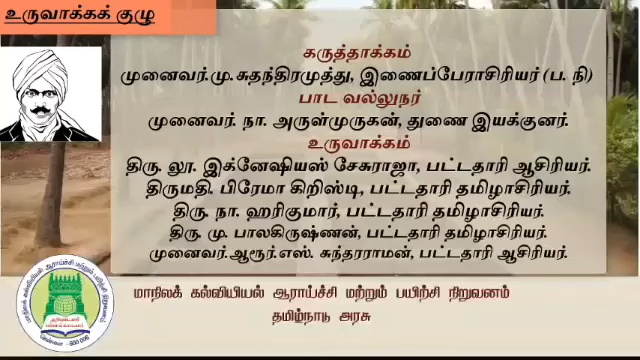 உருவாக்கக் குழு
கருத்தாக்கம்
முனைவர்.மு.சுதந்திரமுத்து, இணைப்பேராசிரியர் (ப. நி)
பாட வல்லுநர்
முனைவர். நா. அருள்முருகன், துணை இயக்குனர்.
உருவாக்கம்
திரு. லூ. இக்னேஷியஸ் சேசுராஜா, பட்டதாரி ஆசிரியர்.
திருமதி. பிரேமா கிறிஸ்டி, பட்டதாரி தமிழாசிரியர்.
திரு. நா. ஹரிகுமார், பட்டதாரி தமிழாசிரியர்.
திரு. மு. பாலகிருஷ்ணன், பட்டதாரி தமிழாசிரியர்.
முனைவர்.ஆரூர்.எஸ். சுந்தரராமன், பட்டதாரி ஆசிரியர்.
மாநிலக் கல்வியியல் ஆராய்ச்சி மற்றும் பயிற்சி நிறுவனம்
தமிழ்நாடு அரசு